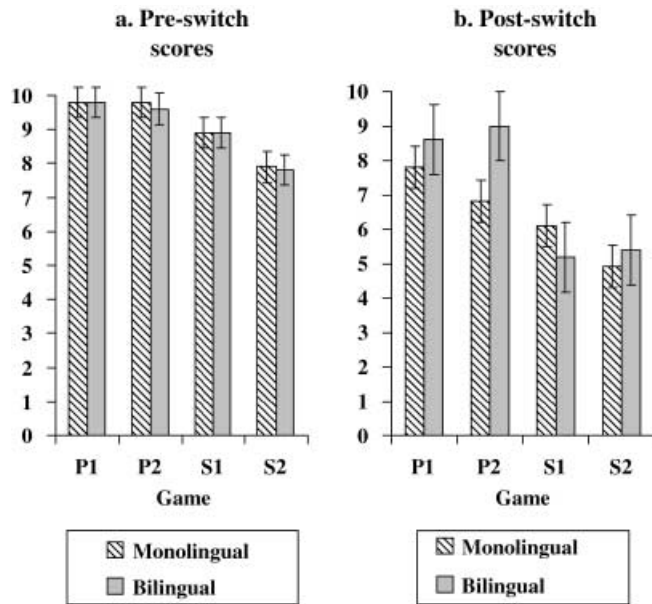 a. Pre-switch
scores
10
9
8
7
6
5
4
3
2
1
0
P1 P2 S1 S2
Game
Monolingual
Bilingual
b. Post-switch
scores
10
9
8
7
6
5
4
3
2
1
0
P1 P2 S1 S2
Game
Monolingual
Bilingual